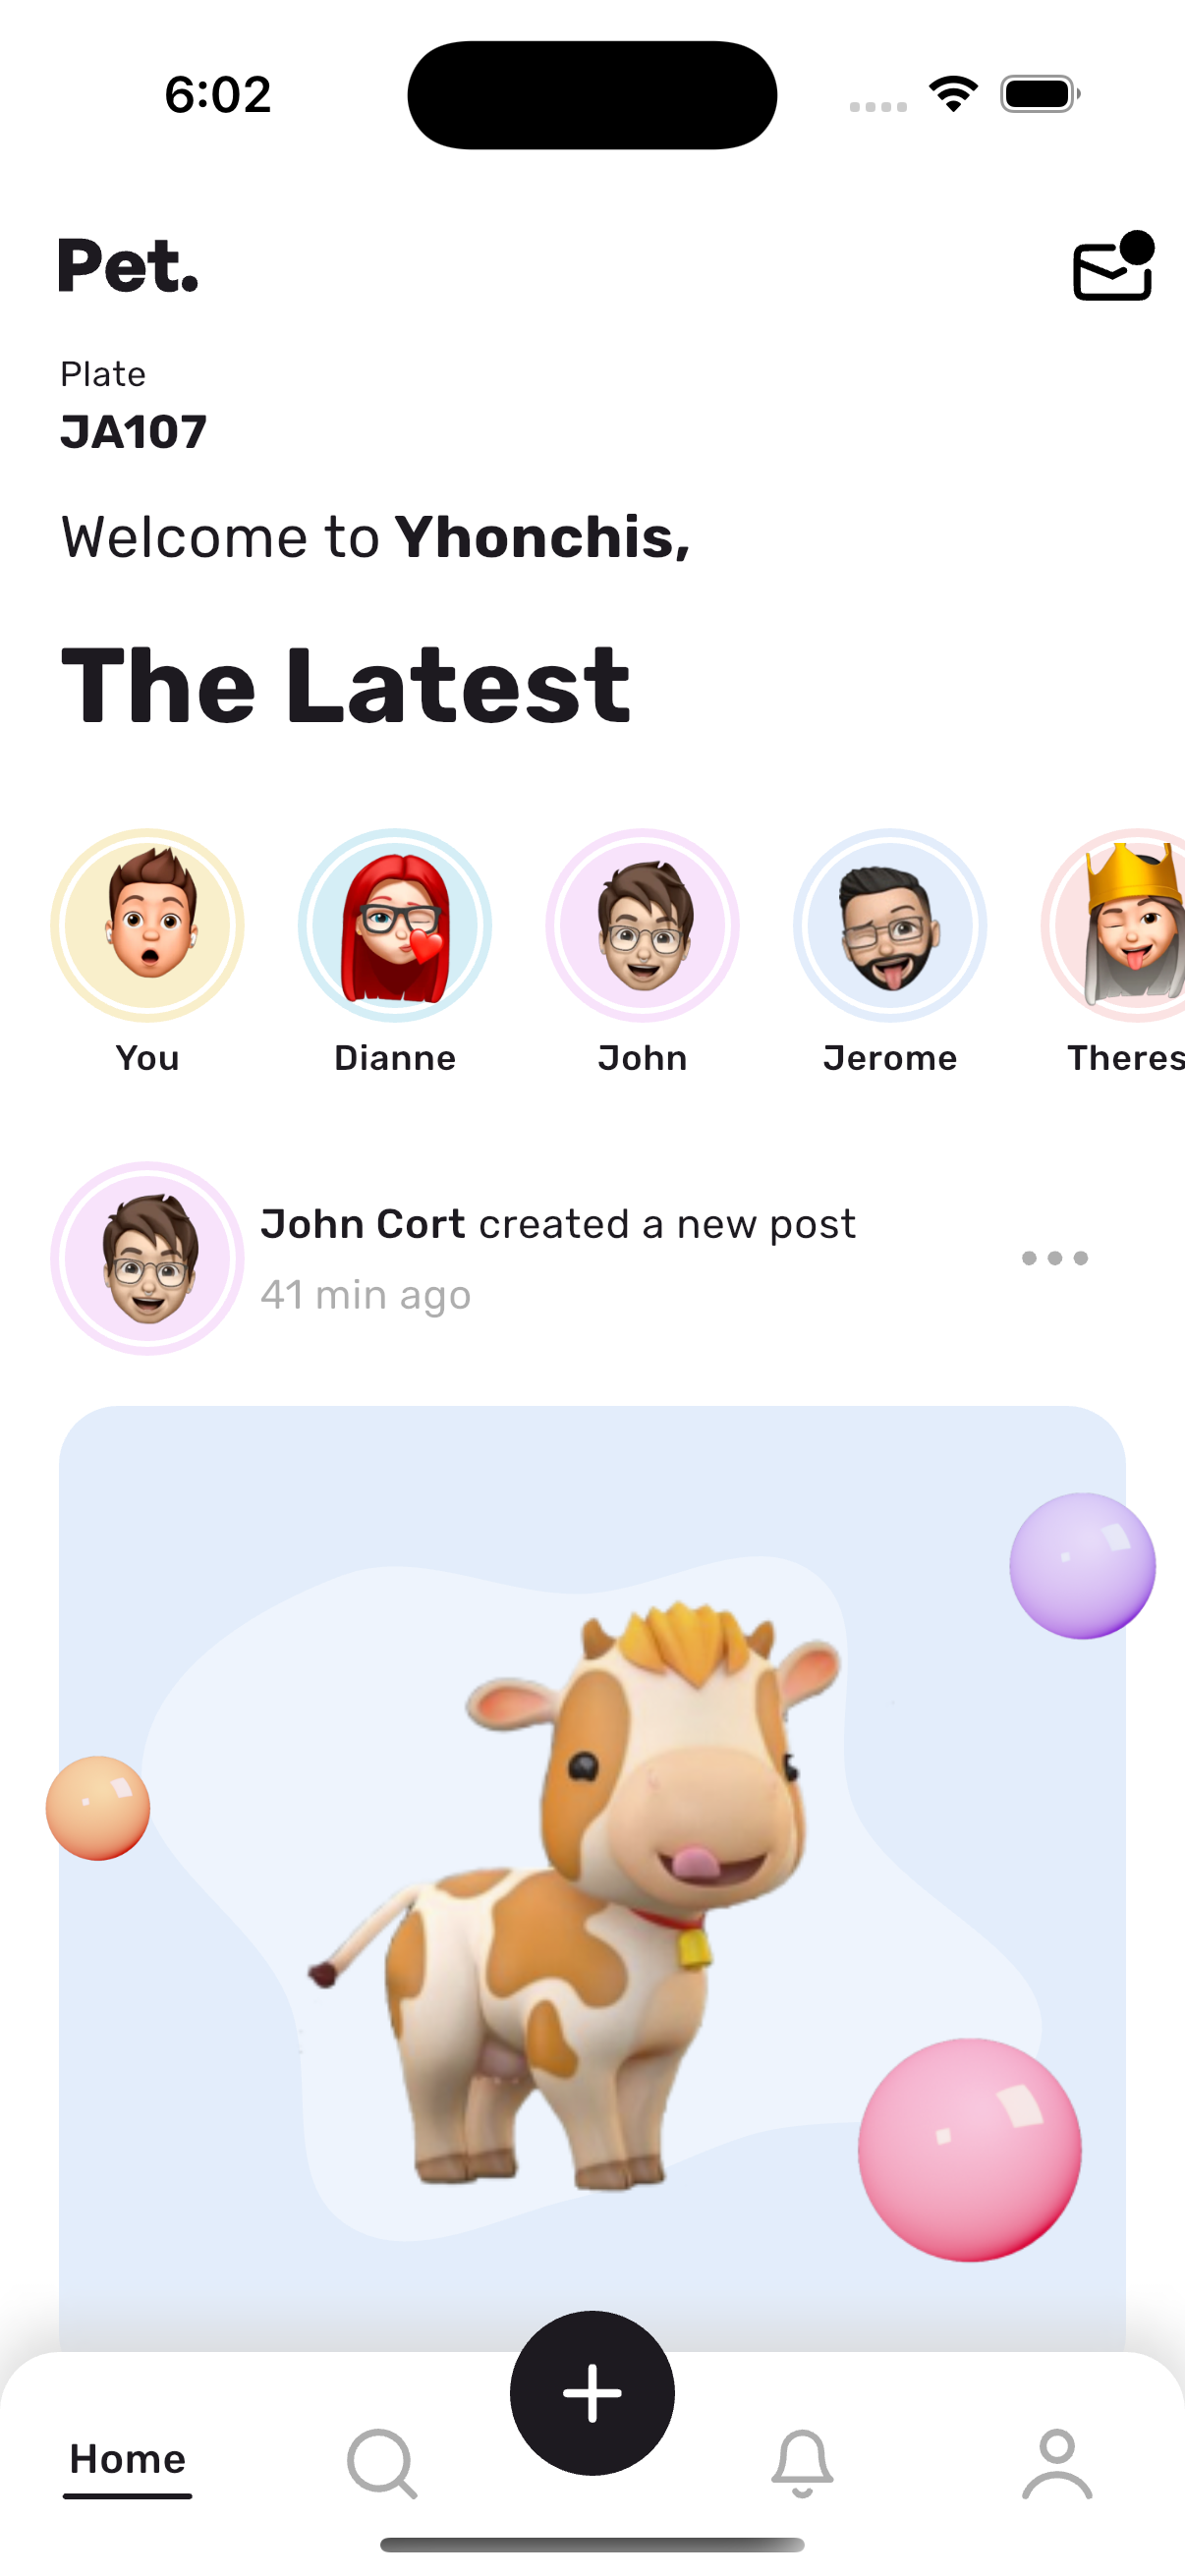 6:02
Pet.
Plate
JA107
Welcome to Yhonchis,
The Latest
You
Dianne
John
Jerome
Theres
John Cort created a new post
41 min ago
Home